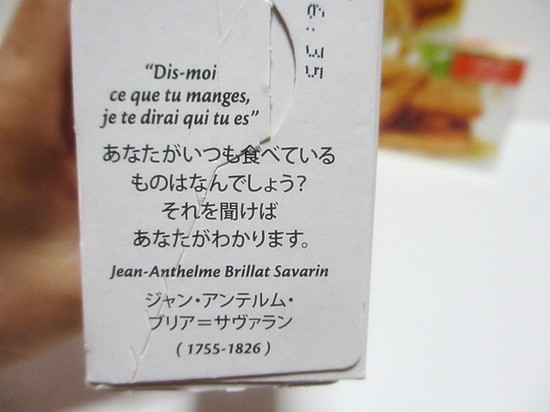 “Dis-moi
ce que tu manges,
je te dirai qui tu es”
あなたがいつも食べている
ものはなんでしょう?
それを聞けば
あなたがわかります。
Jean-Anthelme Brillat Savarin
ジャン・アンテルム・
ブリア=サヴァラン
( 1755-1826 )